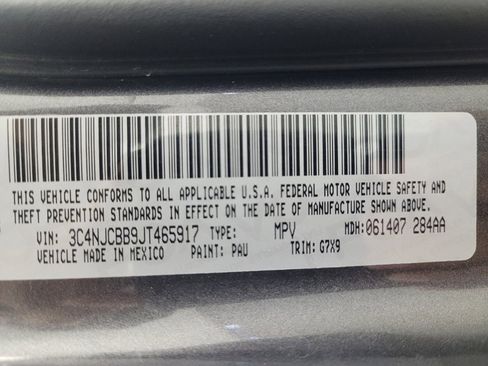 THIS VEHICLE CONFORMS TO ALL APPLICABLE U.S.A. FEDERAL MOTOR VEHICLE SAFETY AND
THEFT PREVENTION STANDARDS IN EFFECT ON THE DATE OF MANUFACTURE SHOWN ABOVE.
VIN: 3C4NJCBB9JT465917 TYPE: MPV MDH: 061407 284AA
VEHICLE MADE IN MEXICO PAINT: PAU TRIM: G7X9